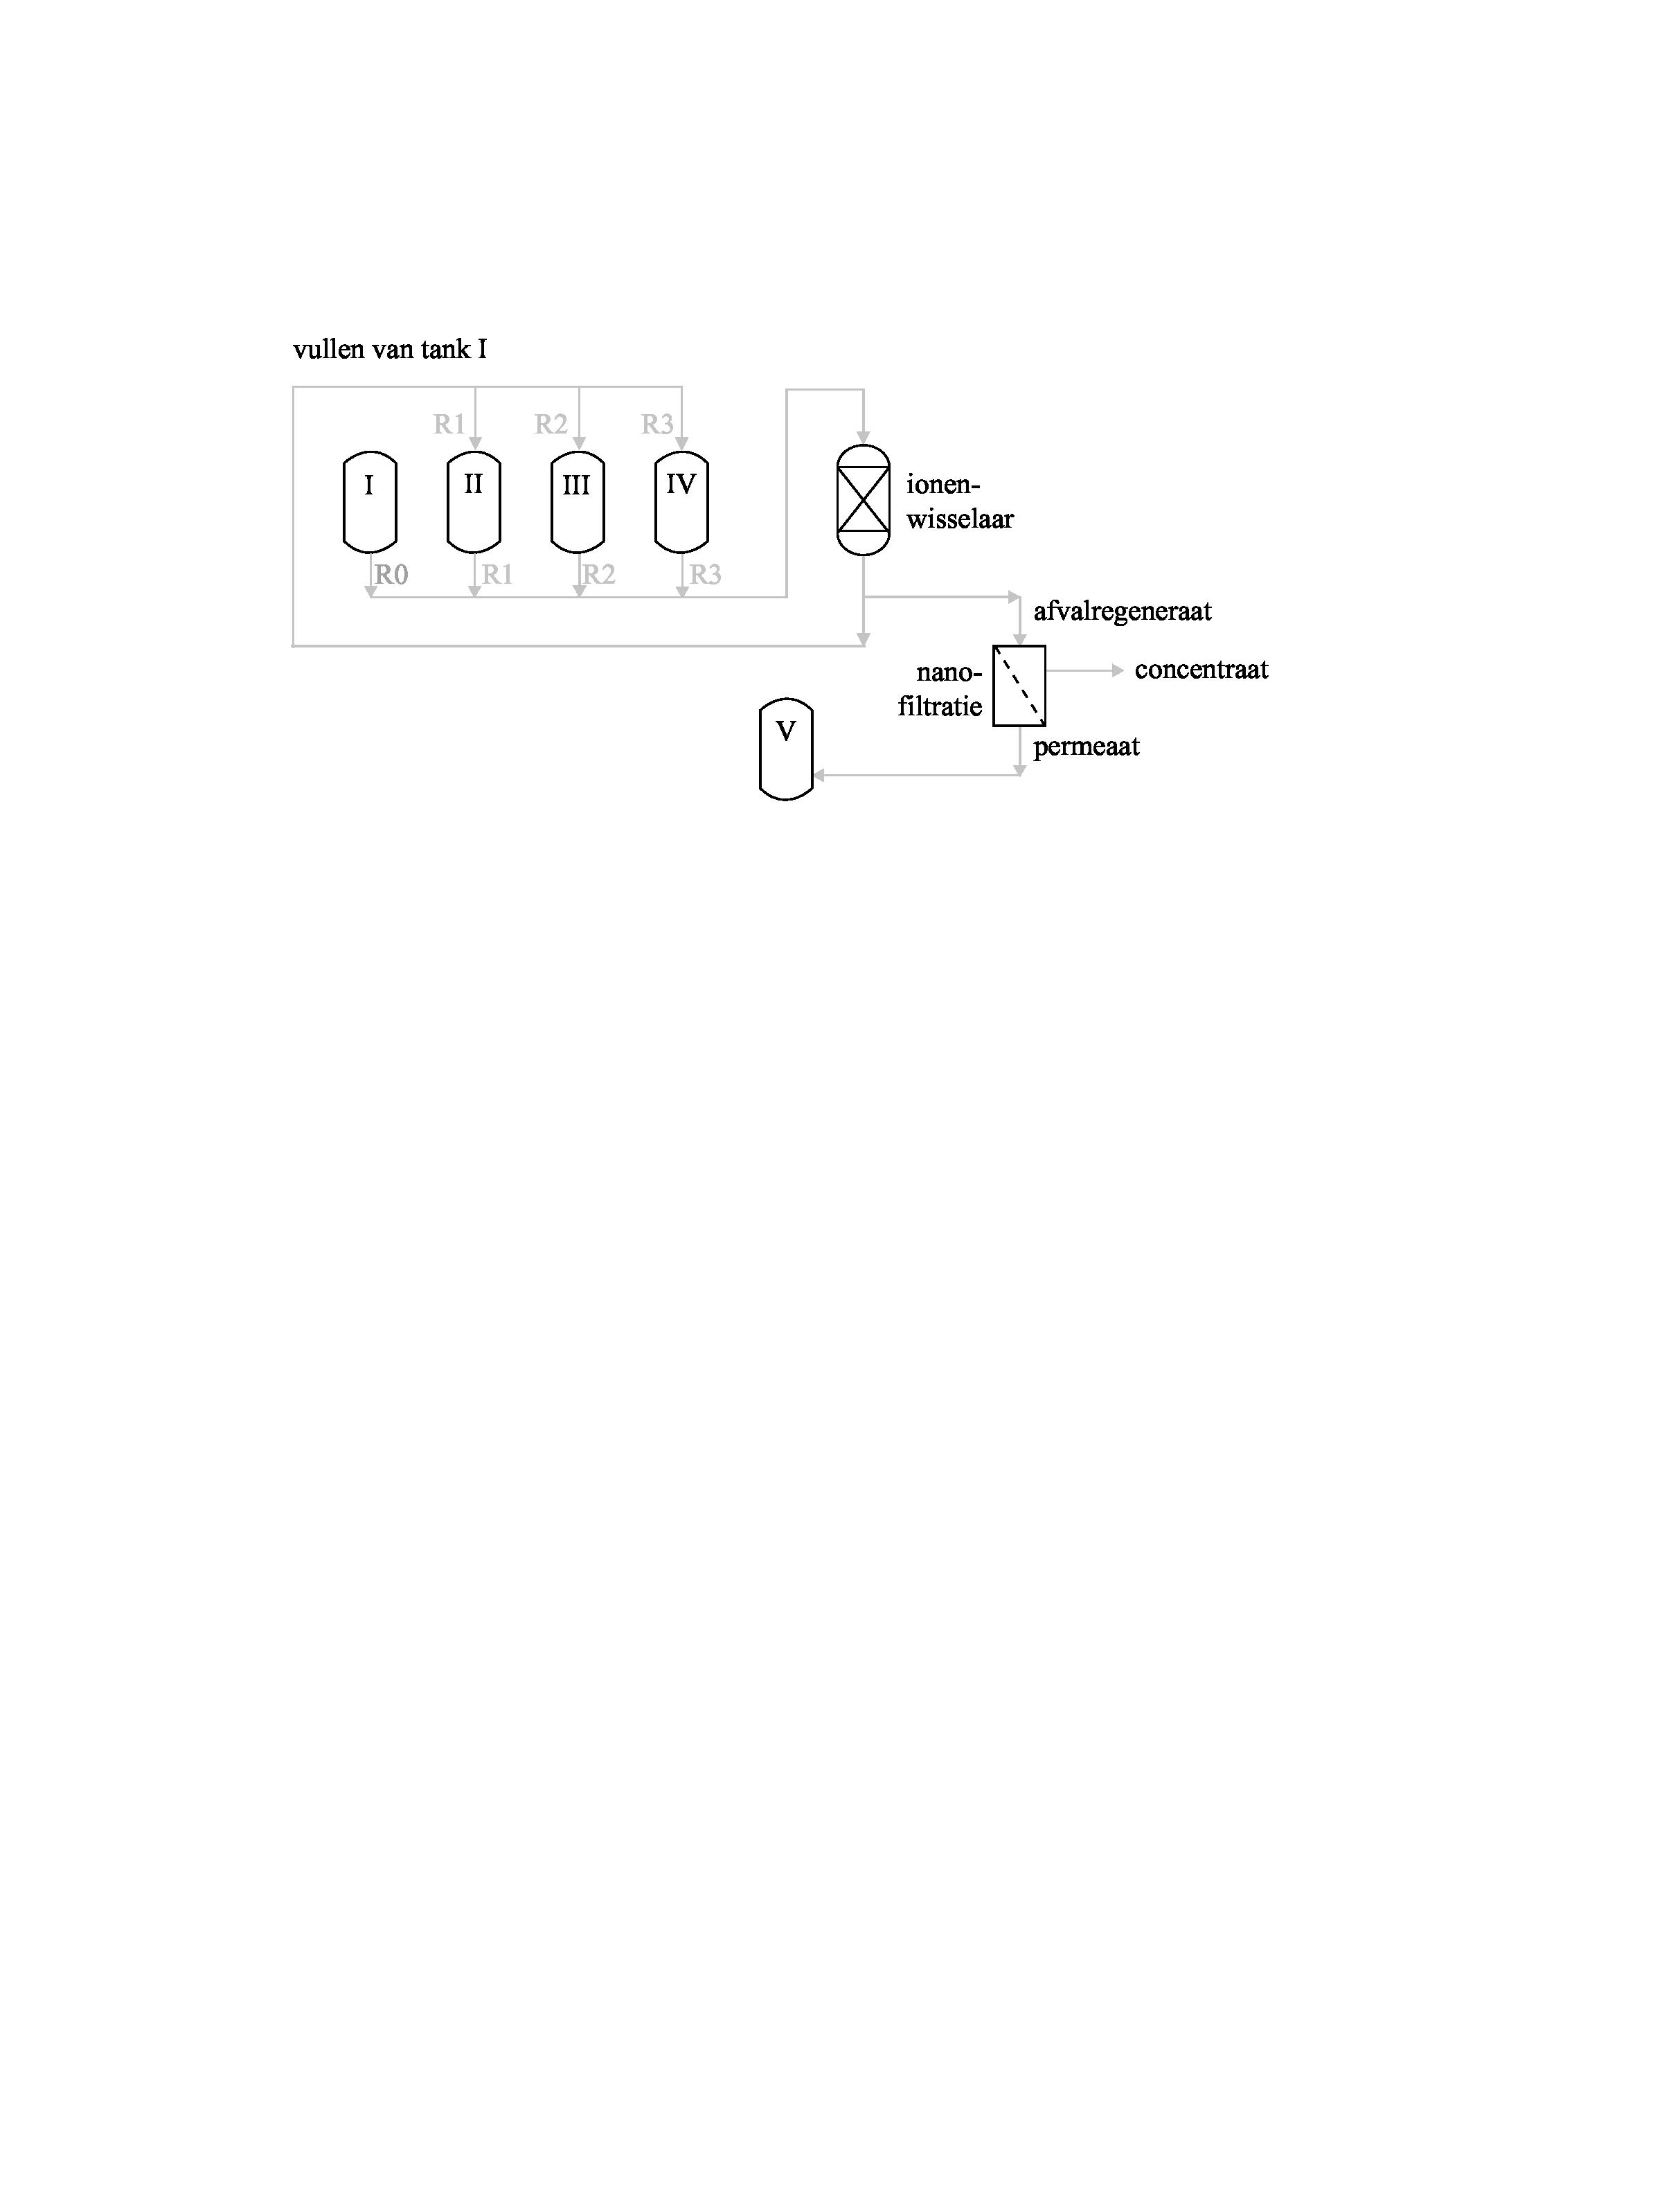 vullen van tank I
R1
R2
R3
I
II
III
IV
ionen-
wisselaar
R0
R1
R2
R3
afvalregeneraat
nano-
filtratie
concentraat
V
permeaat